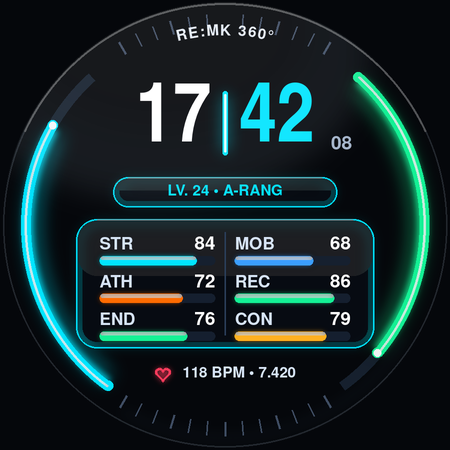 RE:MK 360°
17 42 08
LV. 24 • A-RANG
STR 84 MOB 68
ATH 72 REC 86
END 76 CON 79
118 BPM • 7.420